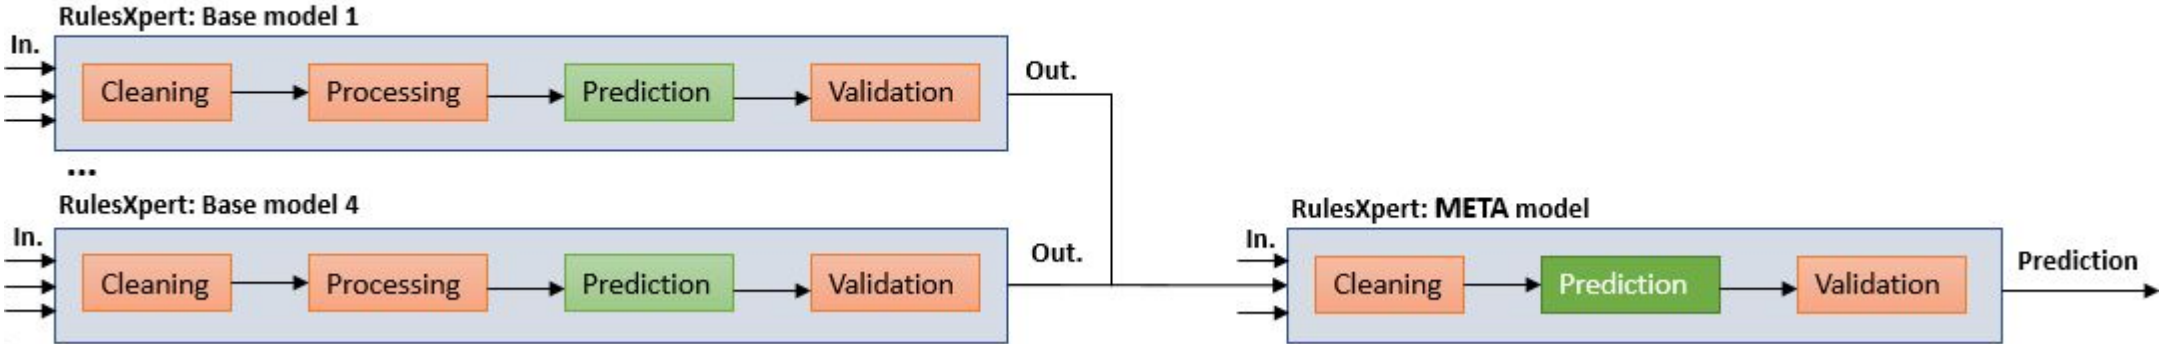 RulesXpert: Base model 1
In.
Cleaning
Processing
Prediction
Validation
Out.
...
RulesXpert: Base model 4
In.
Cleaning
Processing
Prediction
Validation
Out.
RulesXpert: META model
In.
Cleaning
Prediction
Validation
Prediction